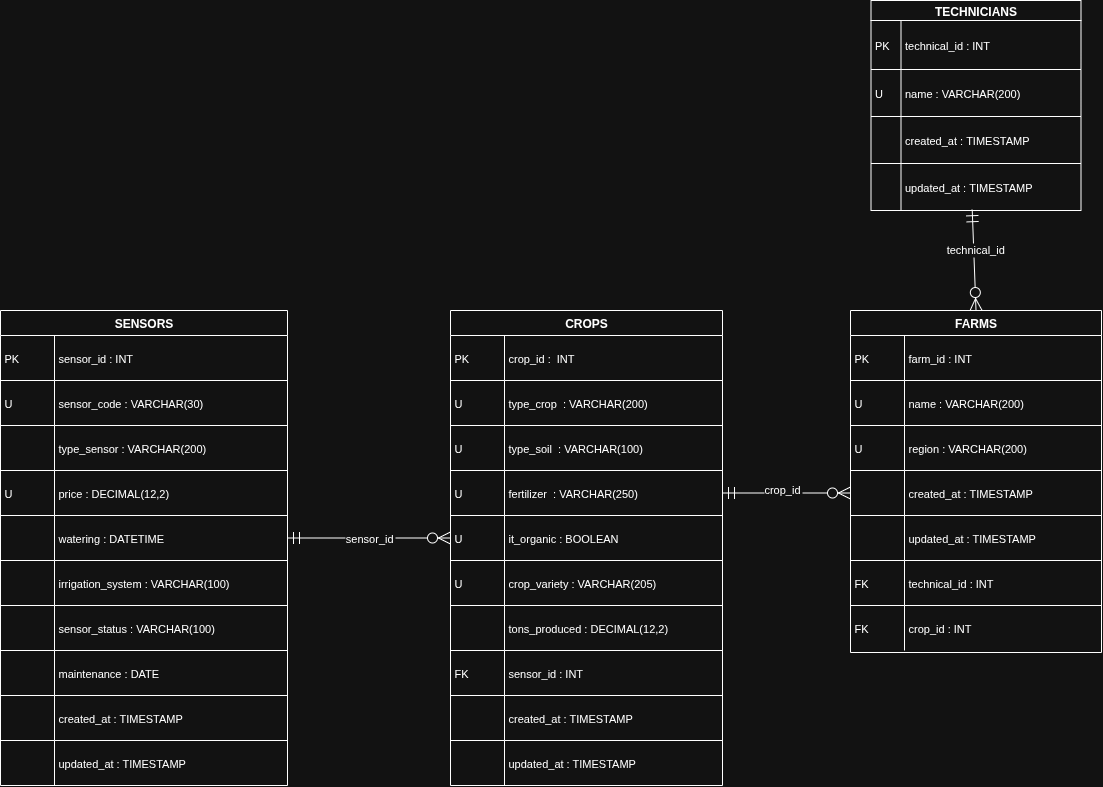 TECHNICIANS
PK technical_id : INT
U name : VARCHAR(200)
created_at : TIMESTAMP
updated_at : TIMESTAMP
technical_id
SENSORS
PK sensor_id : INT
U sensor_code : VARCHAR(30)
type_sensor : VARCHAR(200)
U price : DECIMAL(12,2)
watering : DATETIME
irrigation_system : VARCHAR(100)
sensor_status : VARCHAR(100)
maintenance : DATE
created_at : TIMESTAMP
updated_at : TIMESTAMP
sensor_id
CROPS
PK crop_id :  INT
U type_crop  : VARCHAR(200)
U type_soil  : VARCHAR(100)
U fertilizer  : VARCHAR(250)
U it_organic : BOOLEAN
U crop_variety : VARCHAR(205)
tons_produced : DECIMAL(12,2)
FK sensor_id : INT
created_at : TIMESTAMP
updated_at : TIMESTAMP
crop_id
FARMS
PK farm_id : INT
U name : VARCHAR(200)
U region : VARCHAR(200)
created_at : TIMESTAMP
updated_at : TIMESTAMP
FK technical_id : INT
FK crop_id : INT